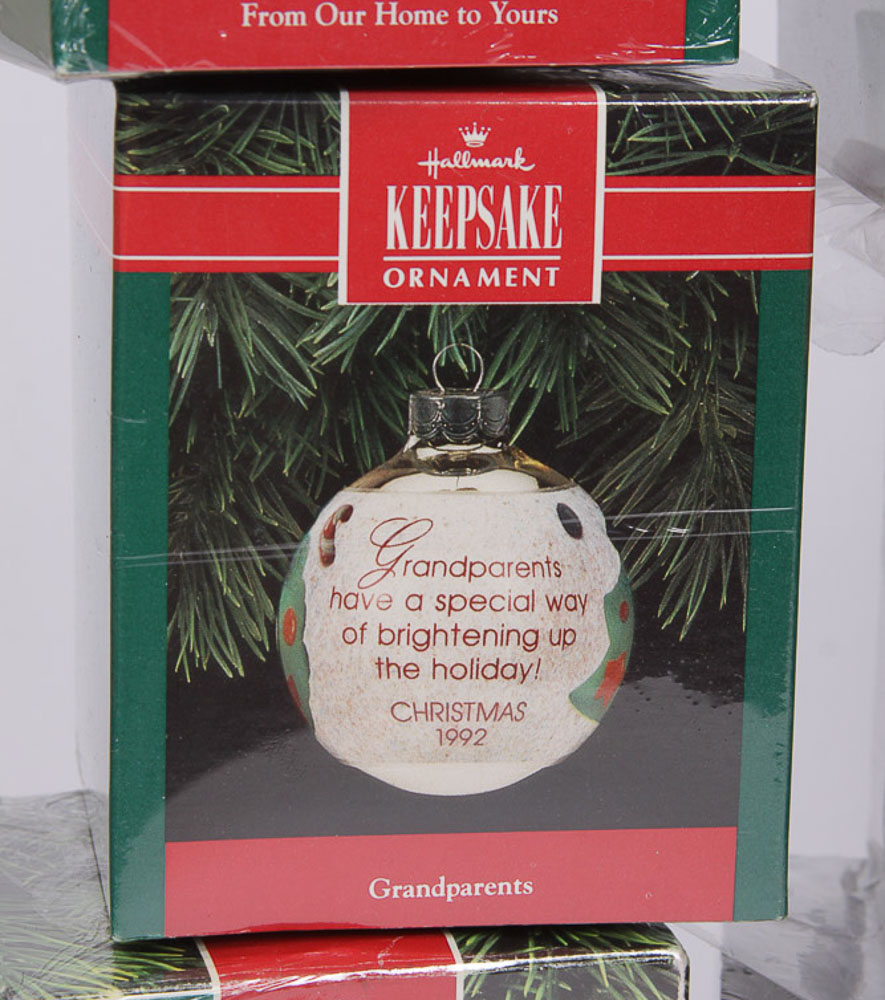 From Our Home to Yours
Hallmark
KEEPSAKE
ORNAMENT
Grandparents
have a special way
of brightening up
the holiday!
CHRISTMAS
1992
Grandparents